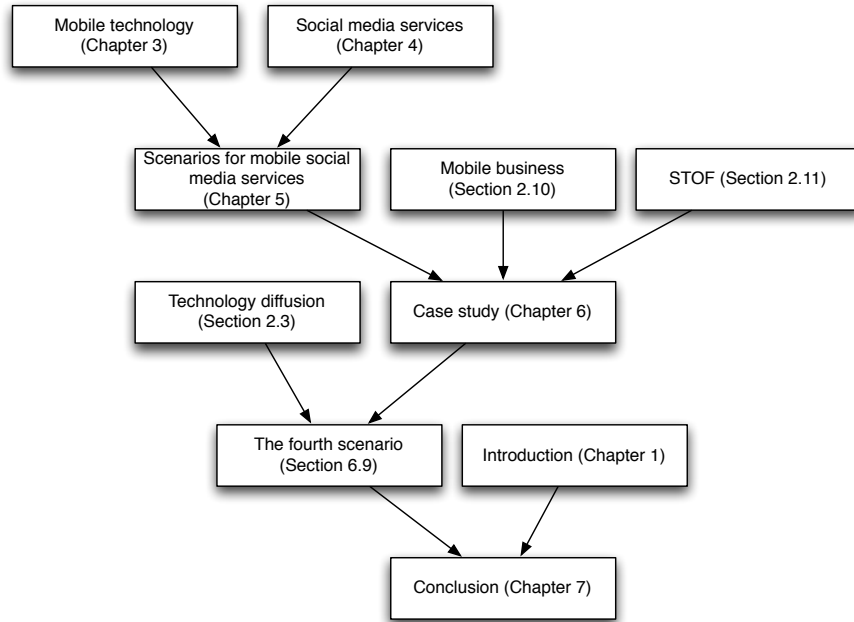 Mobile technology
(Chapter 3)
Social media services
(Chapter 4)
Scenarios for mobile social
media services
(Chapter 5)
Mobile business
(Section 2.10)
STOF (Section 2.11)
Technology diffusion
(Section 2.3)
Case study (Chapter 6)
The fourth scenario
(Section 6.9)
Introduction (Chapter 1)
Conclusion (Chapter 7)